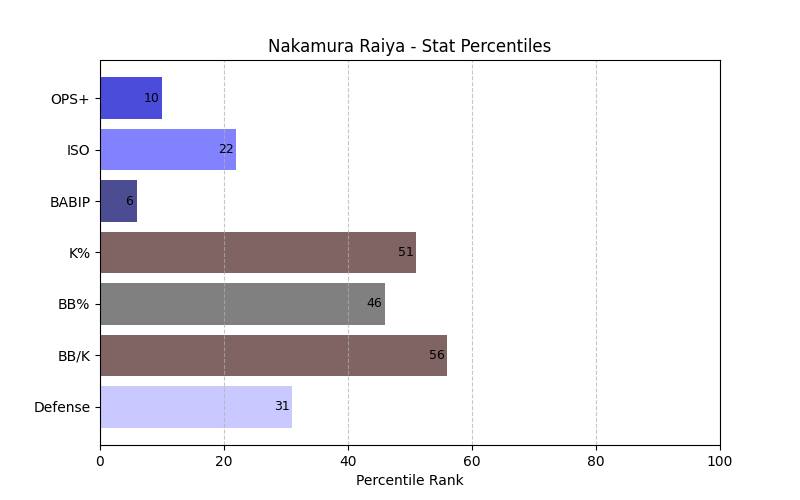 Nakamura Raiya - Stat Percentiles
OPS+ 10
ISO 22
BABIP 6
K% 51
BB% 46
BB/K 56
Defense 31
0 20 40 60 80 100
Percentile Rank